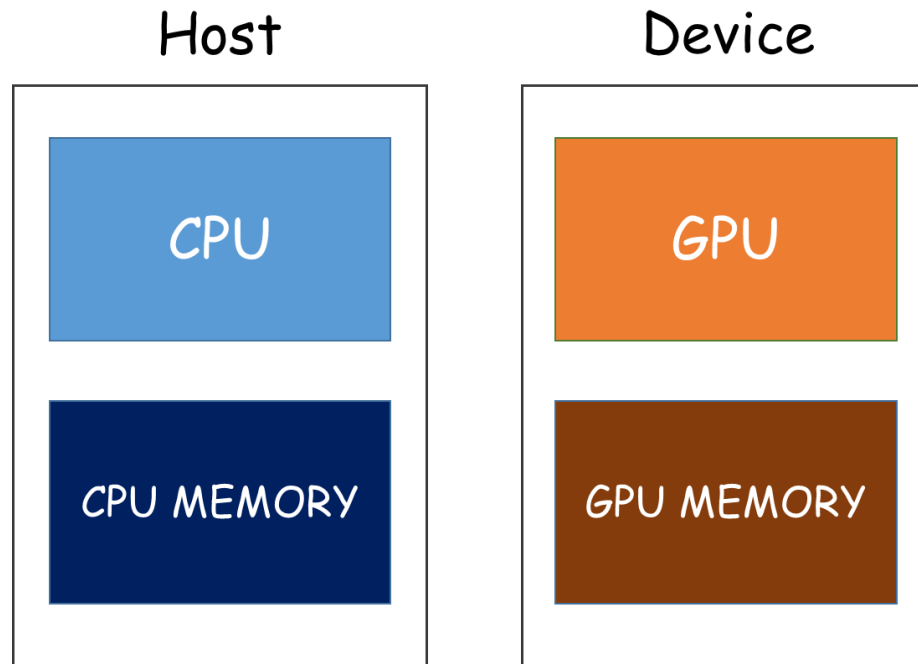 Host
CPU
CPU MEMORY
Device
GPU
GPU MEMORY